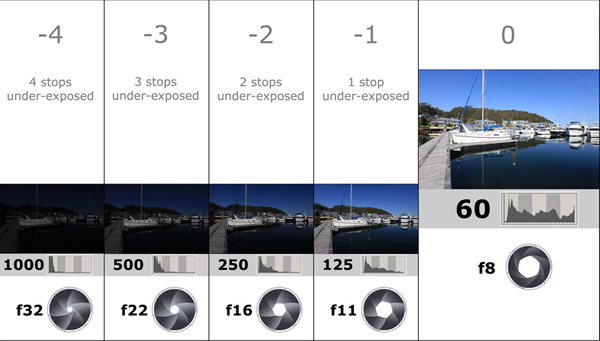 -4
4 stops
under-exposed
1000
f32
-3
3 stops
under-exposed
500
f22
-2
2 stops
under-exposed
250
f16
-1
1 stop
under-exposed
125
f11
0
60
f8